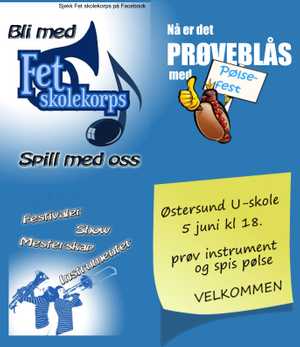 Sjekk Fet skolekorps på Facebook
Bli med
Fet
skolekorps
Spill med oss
Nå er det
PRØVEBLÅS
med
Pølse-
fest
Festivaler
Show
Mesterskap
Instrumenter
Østersund U-skole
5 juni kl 18.
prøv instrument
og spis pølse
VELKOMMEN